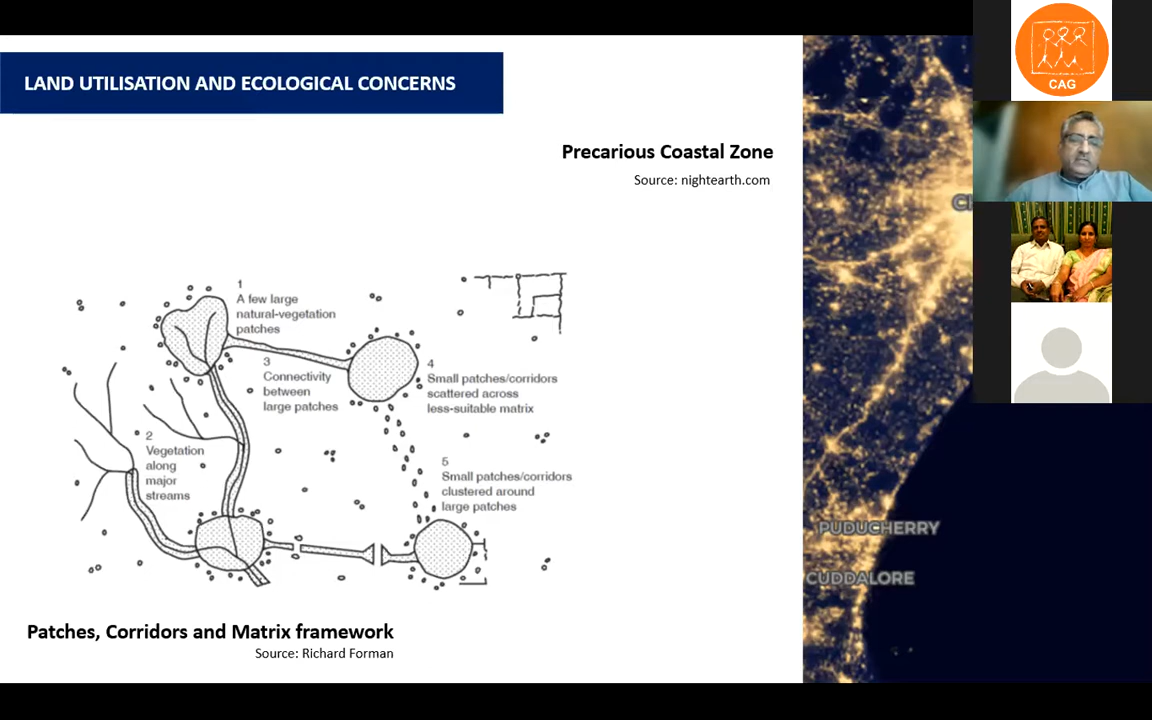 LAND UTILISATION AND ECOLOGICAL CONCERNS
Precarious Coastal Zone
Source: nightearth.com
1
A few large
natural-vegetation
patches
3
Connectivity
between
large patches
4
Small patches/corridors
scattered across
less-suitable matrix
2
Vegetation
along
major
streams
5
Small patches/corridors
clustered around
large patches
Patches, Corridors and Matrix framework
Source: Richard Forman
PUDUCHERRY
CUDDALORE
CAG